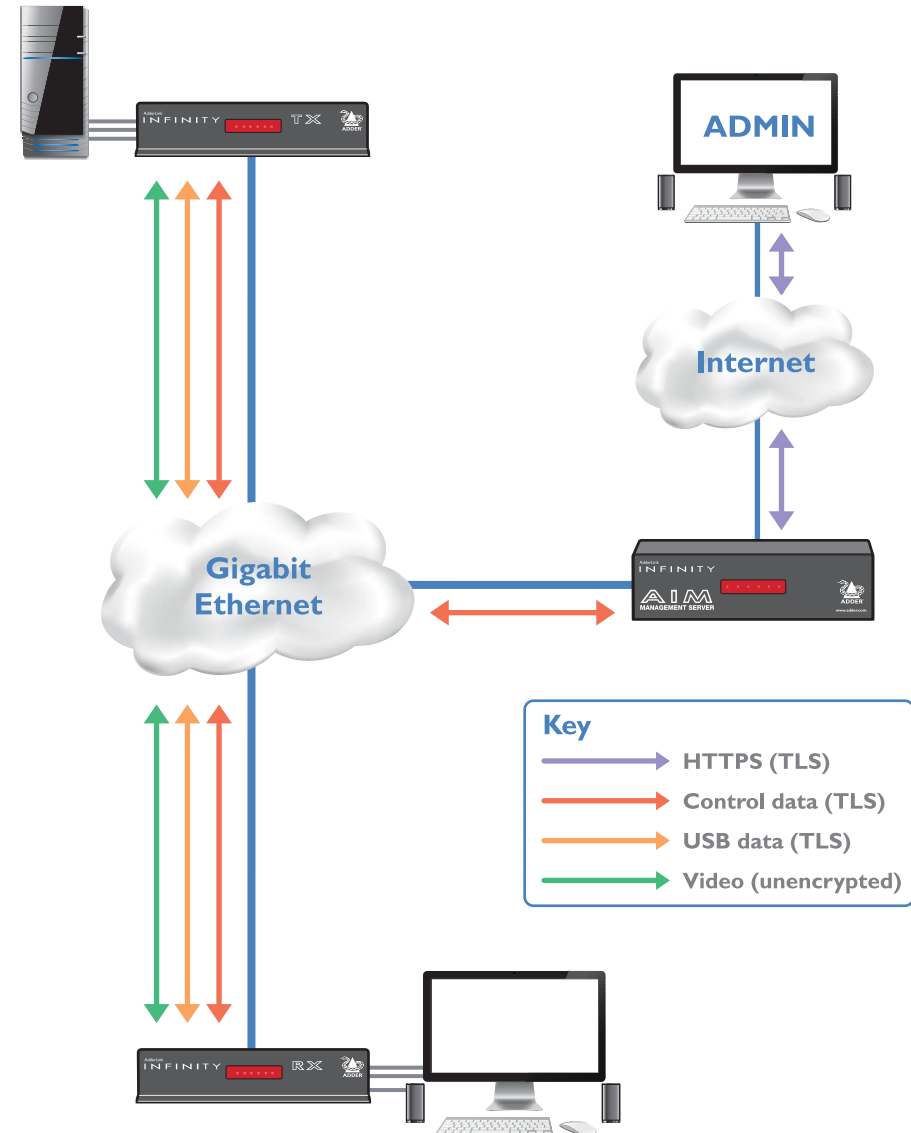 AdderLink
INFINITY TX
ADDER
ADMIN
Internet
Gigabit
Ethernet
AdderLink
INFINITY
AIM
MANAGEMENT SERVER
ADDER
www.adder.com
Key
HTTPS (TLS)
Control data (TLS)
USB data (TLS)
Video (unencrypted)
AdderLink
INFINITY RX
ADDER